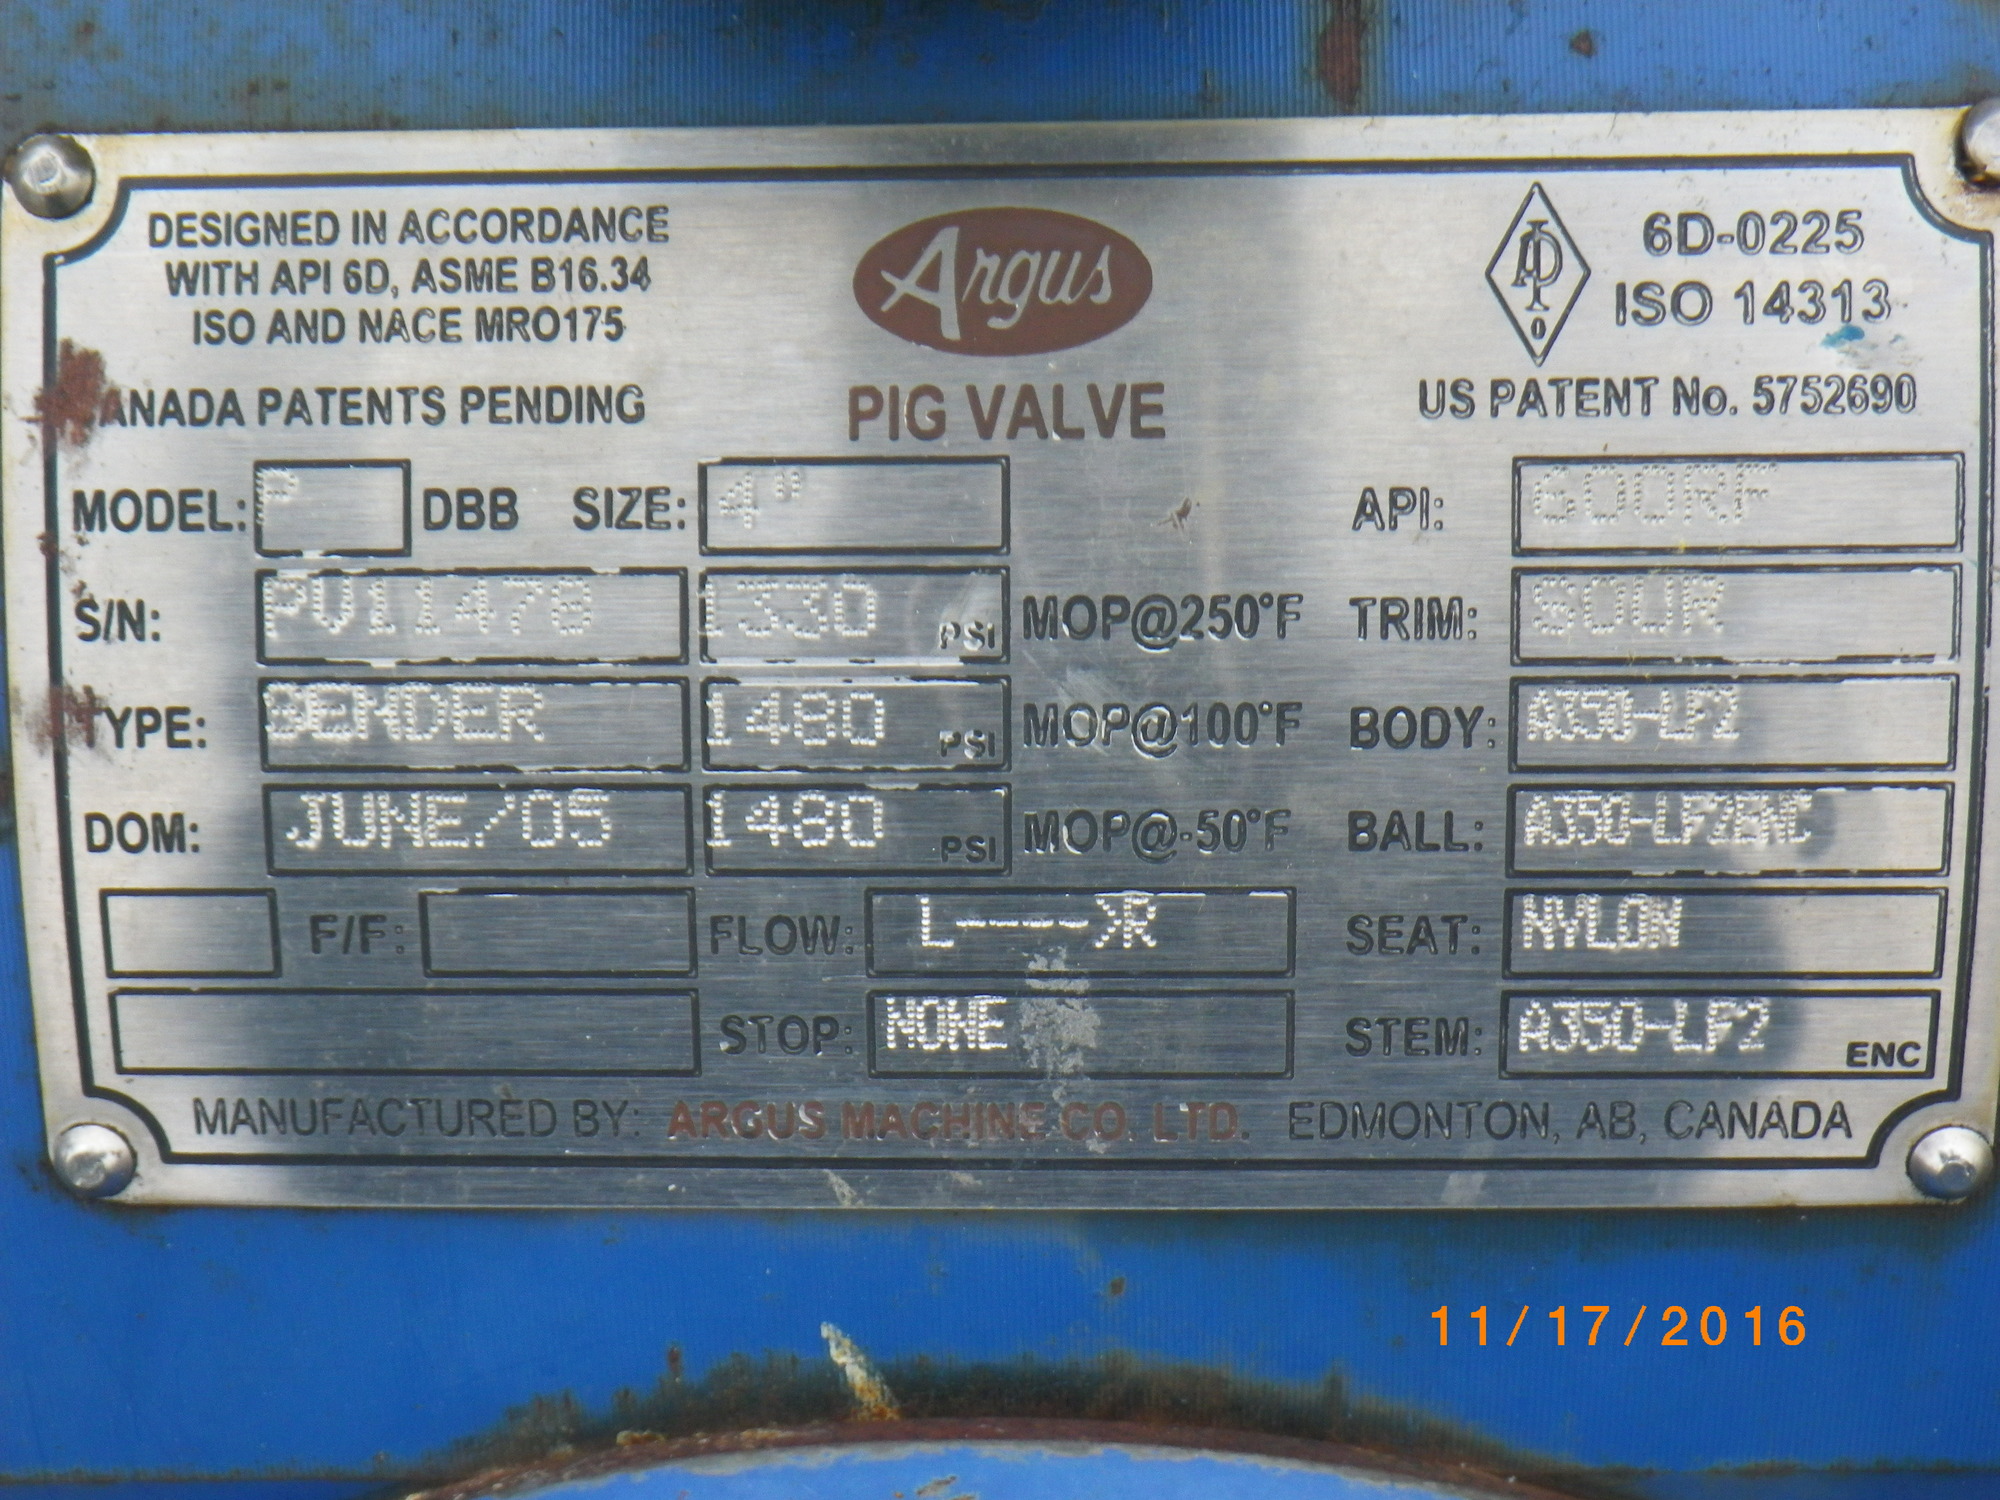 DESIGNED IN ACCORDANCE
WITH API 6D, ASME B16.34
ISO AND NACE MRO175
ANADA PATENTS PENDING
Argus
PIG VALVE
API
0
6D-0225
ISO 14313
US PATENT No. 5752690
MODEL: P DBB SIZE: 4" API: 600RF
S/N: PV11478 1330 PSI MOP@250°F TRIM: SOUR
TYPE: SENDER 1480 PSI MOP@100°F BODY: A350-LF2
DOM: JUNE/05 1480 PSI MOP@-50°F BALL: A350-LF2ENC
F/F: FLOW: L---->R SEAT: NYLON
STOP: NONE STEM: A350-LF2 ENC
MANUFACTURED BY: ARGUS MACHINE CO. LTD. EDMONTON, AB, CANADA
11/17/2016